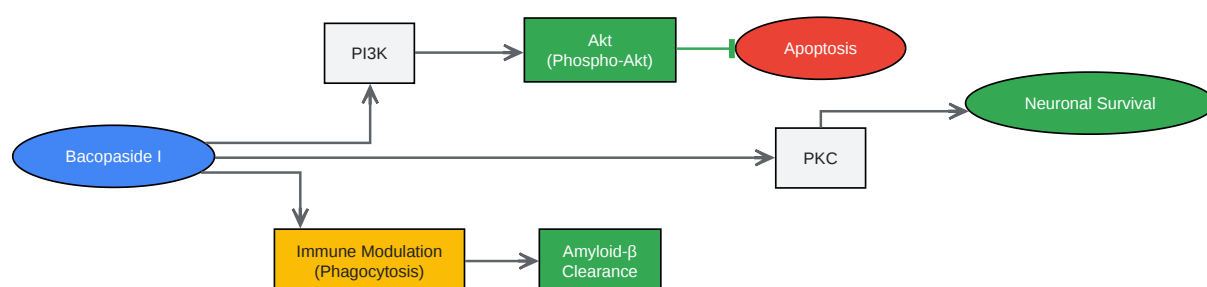 PI3K
Akt
(Phospho-Akt)
Apoptosis
Neuronal Survival
Bacopaside I
PKC
Immune Modulation
(Phagocytosis)
Amyloid-β
Clearance